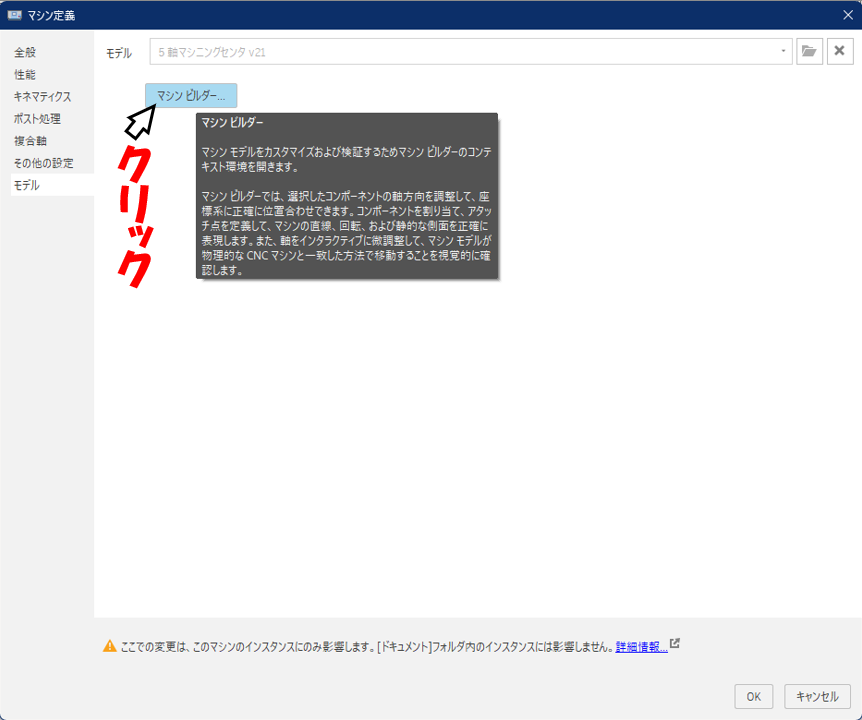 マシン定義
全般
性能
キネマティクス
ポスト処理
複合軸
その他の設定
モデル
モデル
5 軸マシニングセンタ v21
マシン ビルダー...
クリック
マシン ビルダー
マシン モデルをカスタマイズおよび検証するためマシン ビルダーのコンテ
キスト環境を開きます。
マシン ビルダーでは、選択したコンポーネントの軸方向を調整して、座
標系に正確に位置合わせできます。コンポーネントを割り当て、アタッ
チ点を定義して、マシンの直線、回転、および静的な側面を正確に
表現します。また、軸をインタラクティブに微調整して、マシン モデルが
物理的な CNC マシンと一致した方法で移動することを視覚的に確
認します。
ここでの変更は、このマシンのインスタンスにのみ影響します。[ドキュメント]フォルダ内のインスタンスには影響しません。詳細情報...
OK
キャンセル